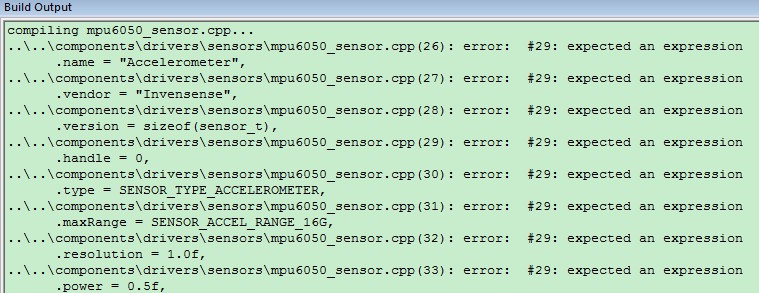 Build Output
compiling mpu6050_sensor.cpp...
..\..\components\drivers\sensors\mpu6050_sensor.cpp(26): error:  #29: expected an expression
.name = "Accelerometer",
..\..\components\drivers\sensors\mpu6050_sensor.cpp(27): error:  #29: expected an expression
.vendor = "Invensense",
..\..\components\drivers\sensors\mpu6050_sensor.cpp(28): error:  #29: expected an expression
.version = sizeof(sensor_t),
..\..\components\drivers\sensors\mpu6050_sensor.cpp(29): error:  #29: expected an expression
.handle = 0,
..\..\components\drivers\sensors\mpu6050_sensor.cpp(30): error:  #29: expected an expression
.type = SENSOR_TYPE_ACCELEROMETER,
..\..\components\drivers\sensors\mpu6050_sensor.cpp(31): error:  #29: expected an expression
.maxRange = SENSOR_ACCEL_RANGE_16G,
..\..\components\drivers\sensors\mpu6050_sensor.cpp(32): error:  #29: expected an expression
.resolution = 1.0f,
..\..\components\drivers\sensors\mpu6050_sensor.cpp(33): error:  #29: expected an expression
.power = 0.5f,